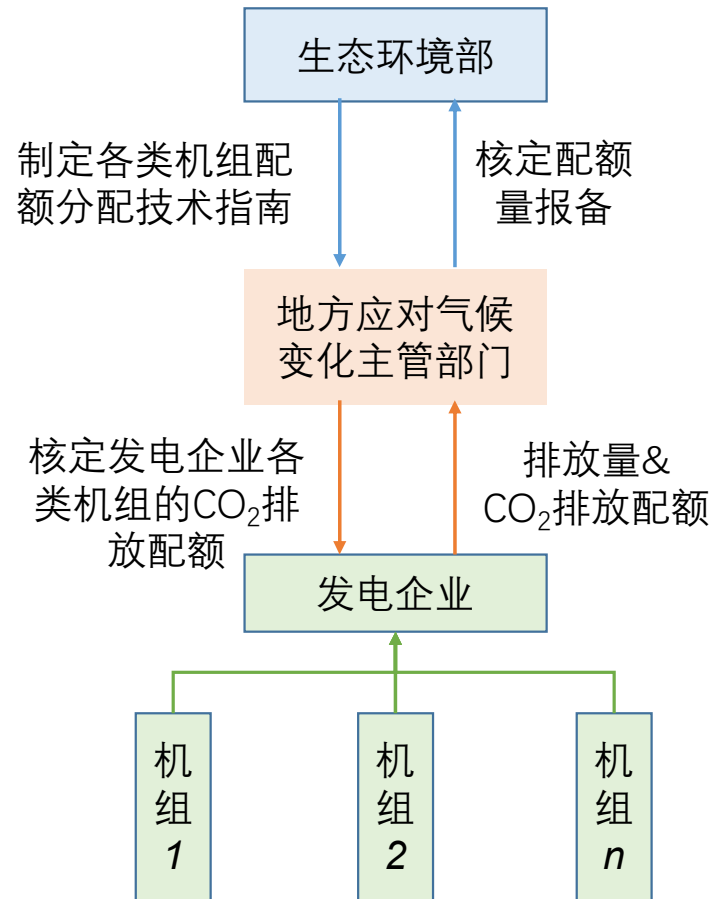 生态环境部
制定各类机组配
额分配技术指南
核定配额
量报备
地方应对气候
变化主管部门
核定发电企业各
类机组的CO₂排
放配额
排放量&
CO₂排放配额
发电企业
机
组
1
机
组
2
机
组
n